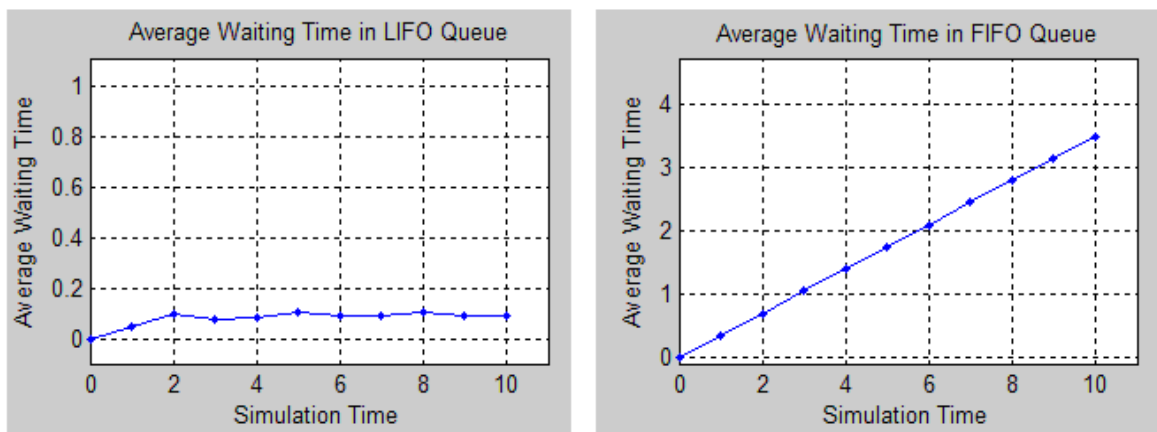 Average Waiting Time in LIFO Queue
Average Waiting Time
1
0.8
0.6
0.4
0.2
0
0 2 4 6 8 10
Simulation Time
Average Waiting Time in FIFO Queue
Average Waiting Time
4
3
2
1
0
0 2 4 6 8 10
Simulation Time